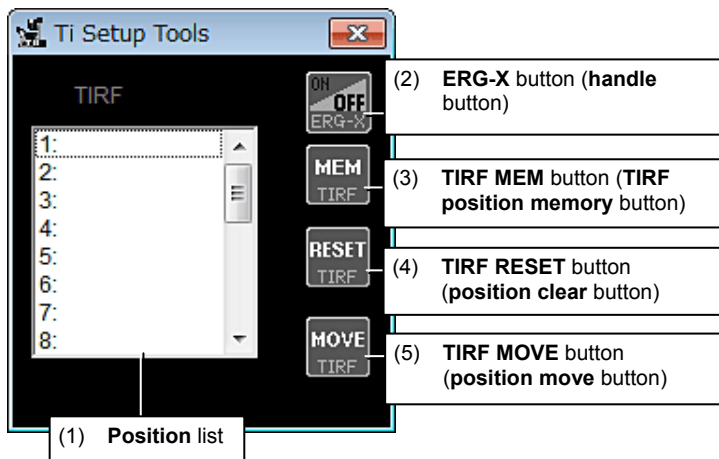 Ti Setup Tools
TIRF
1:
2:
3:
4:
5:
6:
7:
8:
ON
OFF
ERG-X
MEM
TIRF
RESET
TIRF
MOVE
TIRF
(1) Position list
(2) ERG-X button (handle
button)
(3) TIRF MEM button (TIRF
position memory button)
(4) TIRF RESET button
(position clear button)
(5) TIRF MOVE button
(position move button)